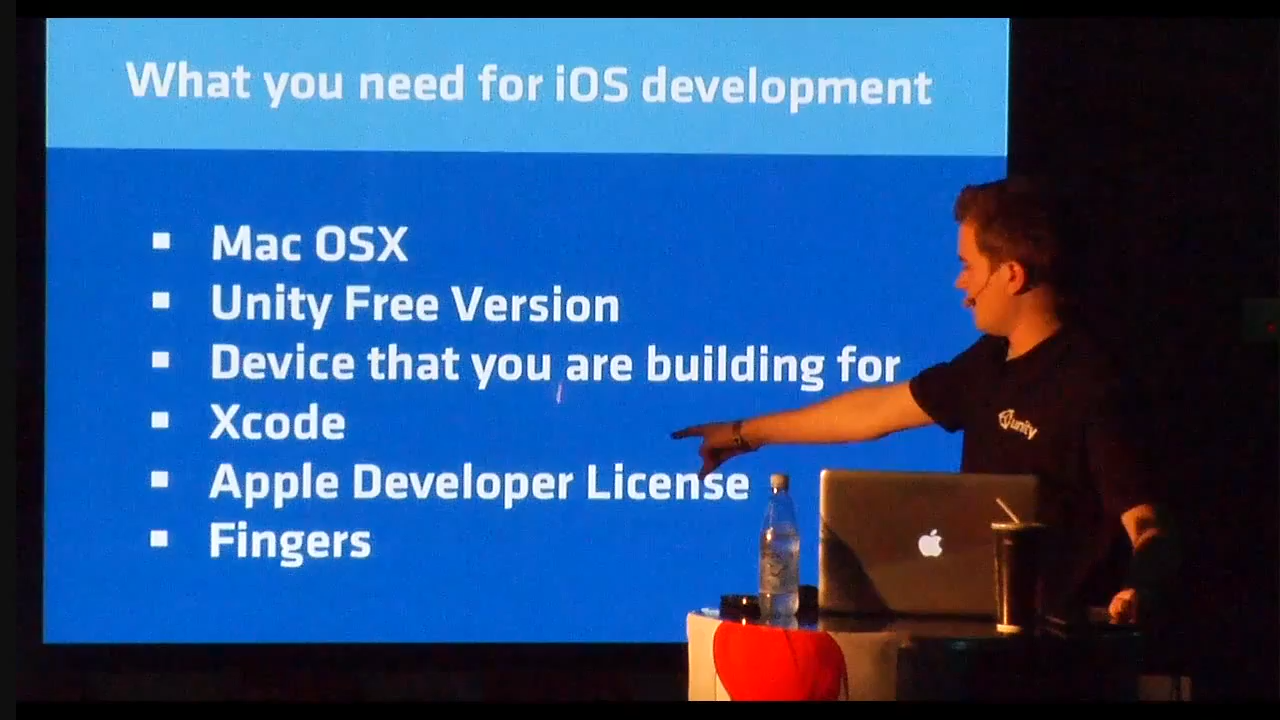 What you need for iOS development
Mac OSX
Unity Free Version
Device that you are building for
Xcode
Apple Developer License
Fingers
unity